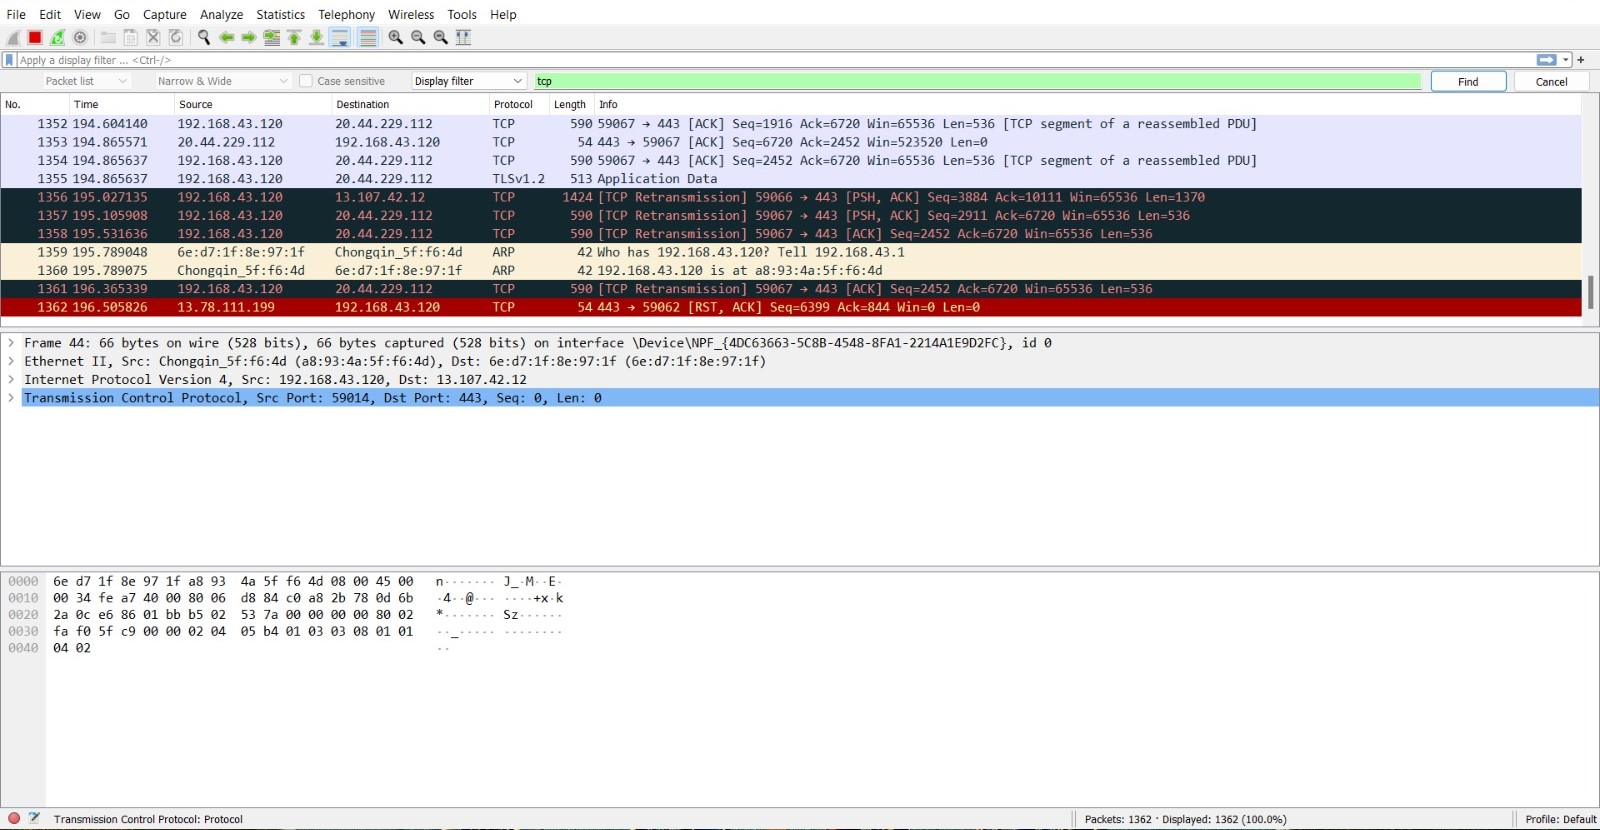 File Edit View Go Capture Analyze Statistics Telephony Wireless Tools Help
Apply a display filter ... <Ctrl-/>
Packet list Narrow & Wide Case sensitive Display filter tcp Find Cancel
No. Time Source Destination Protocol Length Info
1352 194.604140 192.168.43.120 20.44.229.112 TCP 590 59067 → 443 [ACK] Seq=1916 Ack=6720 Win=65536 Len=536 [TCP segment of a reassembled PDU]
1353 194.865571 20.44.229.112 192.168.43.120 TCP 54 443 → 59067 [ACK] Seq=6720 Ack=2452 Win=523520 Len=0
1354 194.865637 192.168.43.120 20.44.229.112 TCP 590 59067 → 443 [ACK] Seq=2452 Ack=6720 Win=65536 Len=536 [TCP segment of a reassembled PDU]
1355 194.865637 192.168.43.120 20.44.229.112 TLSv1.2 513 Application Data
1356 195.027135 192.168.43.120 13.107.42.12 TCP 1424 [TCP Retransmission] 59066 → 443 [PSH, ACK] Seq=3884 Ack=10111 Win=65536 Len=1370
1357 195.105908 192.168.43.120 20.44.229.112 TCP 590 [TCP Retransmission] 59067 → 443 [PSH, ACK] Seq=2911 Ack=6720 Win=65536 Len=536
1358 195.531636 192.168.43.120 20.44.229.112 TCP 590 [TCP Retransmission] 59067 → 443 [ACK] Seq=2452 Ack=6720 Win=65536 Len=536
1359 195.789048 6e:d7:1f:8e:97:1f Chongqin_5f:f6:4d ARP 42 Who has 192.168.43.120? Tell 192.168.43.1
1360 195.789075 Chongqin_5f:f6:4d 6e:d7:1f:8e:97:1f ARP 42 192.168.43.120 is at a8:93:4a:5f:f6:4d
1361 196.365339 192.168.43.120 20.44.229.112 TCP 590 [TCP Retransmission] 59067 → 443 [ACK] Seq=2452 Ack=6720 Win=65536 Len=536
1362 196.505826 13.78.111.199 192.168.43.120 TCP 54 443 → 59062 [RST, ACK] Seq=6399 Ack=844 Win=0 Len=0
Frame 44: 66 bytes on wire (528 bits), 66 bytes captured (528 bits) on interface \Device\NPF_{4DC63663-5C8B-4548-8FA1-2214A1E9D2FC}, id 0
Ethernet II, Src: Chongqin_5f:f6:4d (a8:93:4a:5f:f6:4d), Dst: 6e:d7:1f:8e:97:1f (6e:d7:1f:8e:97:1f)
Internet Protocol Version 4, Src: 192.168.43.120, Dst: 13.107.42.12
Transmission Control Protocol, Src Port: 59014, Dst Port: 443, Seq: 0, Len: 0
0000 6e d7 1f 8e 97 1f a8 93 4a 5f f6 4d 08 00 45 00 n······· J_·M··E·
0010 00 34 fe a7 40 00 80 06 d8 84 c0 a8 2b 78 0d 6b ·4··@··· ····+x·k
0020 2a 0c e6 86 01 bb b5 02 53 7a 00 00 00 00 80 02 *······· Sz······
0030 fa f0 5f c9 00 00 02 04 05 b4 01 03 03 08 01 01 ··_····· ········
0040 04 02 ··
Transmission Control Protocol: Protocol Packets: 1362 · Displayed: 1362 (100.0%) Profile: Default